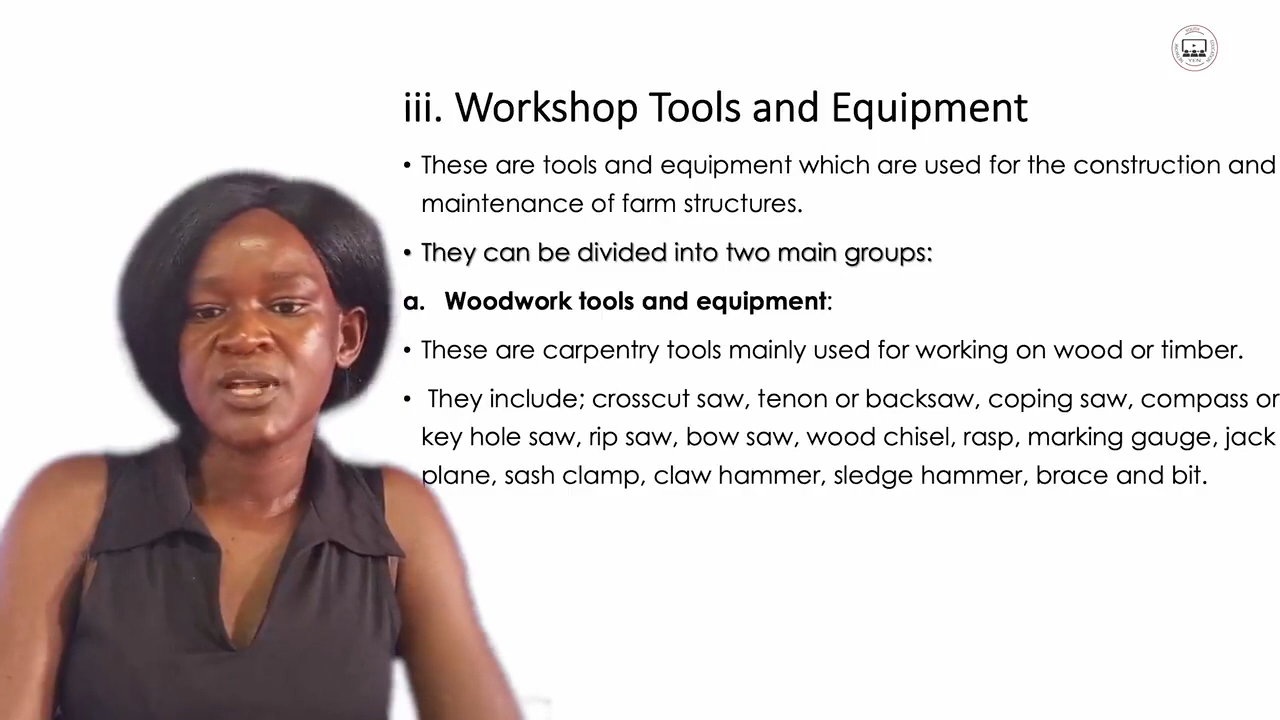 iii. Workshop Tools and Equipment
• These are tools and equipment which are used for the construction and
maintenance of farm structures.
• They can be divided into two main groups:
a. Woodwork tools and equipment:
• These are carpentry tools mainly used for working on wood or timber.
• They include; crosscut saw, tenon or backsaw, coping saw, compass or
key hole saw, rip saw, bow saw, wood chisel, rasp, marking gauge, jack
plane, sash clamp, claw hammer, sledge hammer, brace and bit.